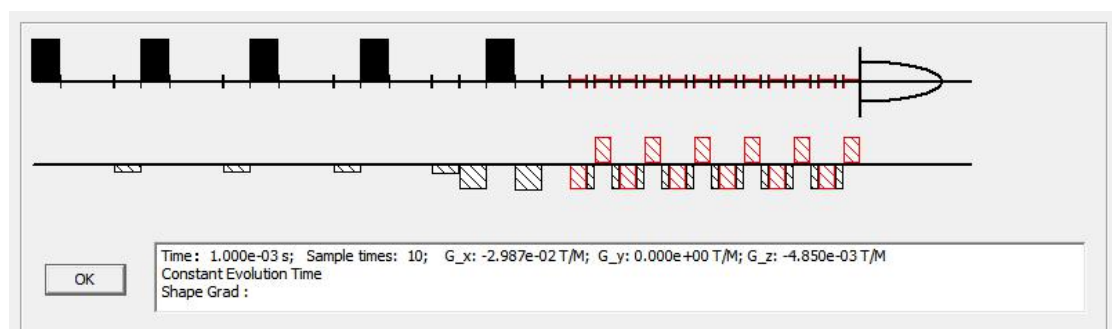 Time: 1.000e-03 s; Sample times: 10; G_x: -2.987e-02 T/M; G_y: 0.000e+00 T/M; G_z: -4.850e-03 T/M
Constant Evolution Time
Shape Grad :
OK